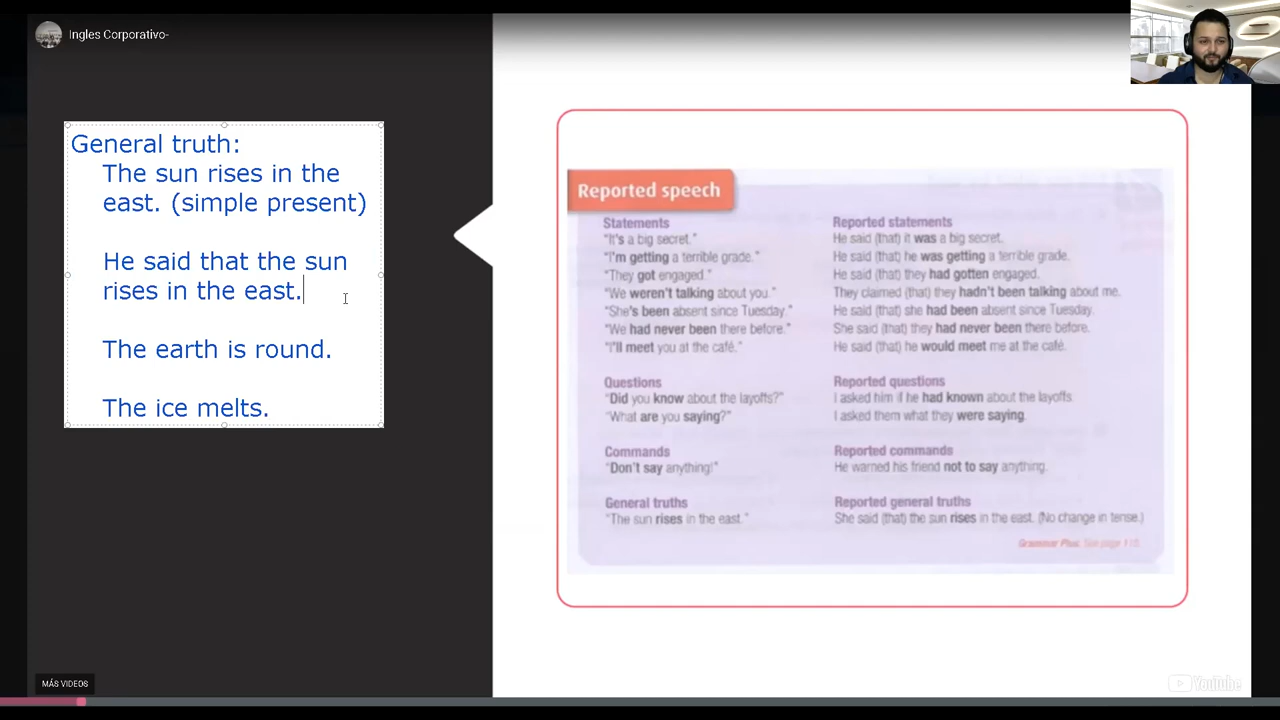 Ingles Corporativo-
General truth:
The sun rises in the
east. (simple present)
He said that the sun
rises in the east.
The earth is round.
The ice melts.
Reported speech
Statements
"It's a big secret."
"I'm getting a terrible grade."
"They got engaged."
"We weren't talking about you."
"She's been absent since Tuesday."
"We had never been there before."
"I'll meet you at the café."
Reported statements
He said (that) it was a big secret.
He said (that) he was getting a terrible grade.
He said (that) they had gotten engaged.
They claimed (that) they hadn't been talking about me.
He said (that) she had been absent since Tuesday.
She said (that) they had never been there before.
He said (that) he would meet me at the café.
Questions
"Did you know about the layoffs?"
"What are you saying?"
Reported questions
I asked him if he had known about the layoffs.
I asked them what they were saying.
Commands
"Don't say anything!"
Reported commands
He warned his friend not to say anything.
General truths
"The sun rises in the east."
Reported general truths
She said (that) the sun rises in the east. (No change in tense.)
Grammar Plus: See page 115.
MÁS VIDEOS
YouTube